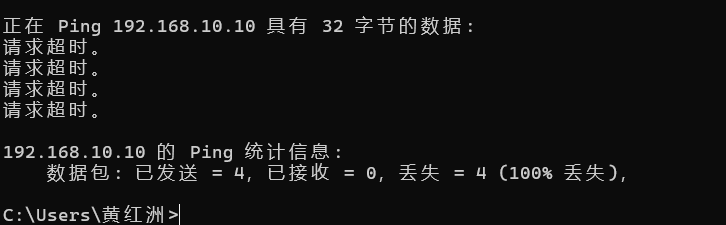 正在 Ping 192.168.10.10 具有 32 字节的数据:
请求超时。
请求超时。
请求超时。
请求超时。
192.168.10.10 的 Ping 统计信息:
数据包: 已发送 = 4, 已接收 = 0, 丢失 = 4 (100% 丢失),
C:\Users\黄红洲>